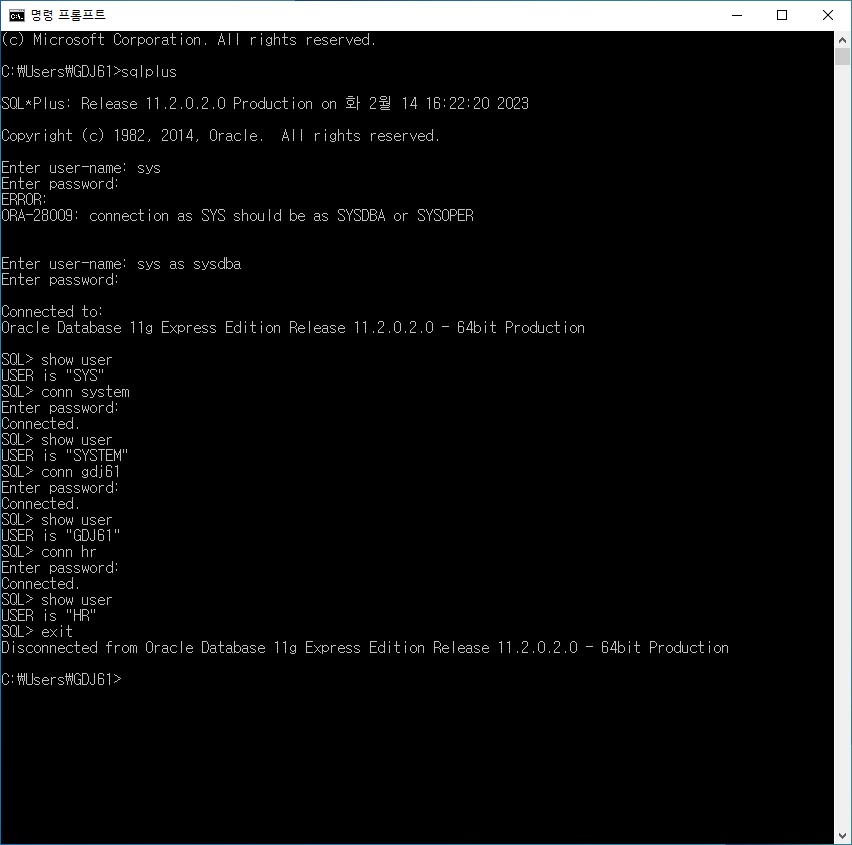 명령 프롬프트
(c) Microsoft Corporation. All rights reserved.
C:₩Users₩GDJ61>sqlplus
SQL*Plus: Release 11.2.0.2.0 Production on 화 2월 14 16:22:20 2023
Copyright (c) 1982, 2014, Oracle.  All rights reserved.
Enter user-name: sys
Enter password:
ERROR:
ORA-28009: connection as SYS should be as SYSDBA or SYSOPER
Enter user-name: sys as sysdba
Enter password:
Connected to:
Oracle Database 11g Express Edition Release 11.2.0.2.0 - 64bit Production
SQL> show user
USER is "SYS"
SQL> conn system
Enter password:
Connected.
SQL> show user
USER is "SYSTEM"
SQL> conn gdj61
Enter password:
Connected.
SQL> show user
USER is "GDJ61"
SQL> conn hr
Enter password:
Connected.
SQL> show user
USER is "HR"
SQL> exit
Disconnected from Oracle Database 11g Express Edition Release 11.2.0.2.0 - 64bit Production
C:₩Users₩GDJ61>